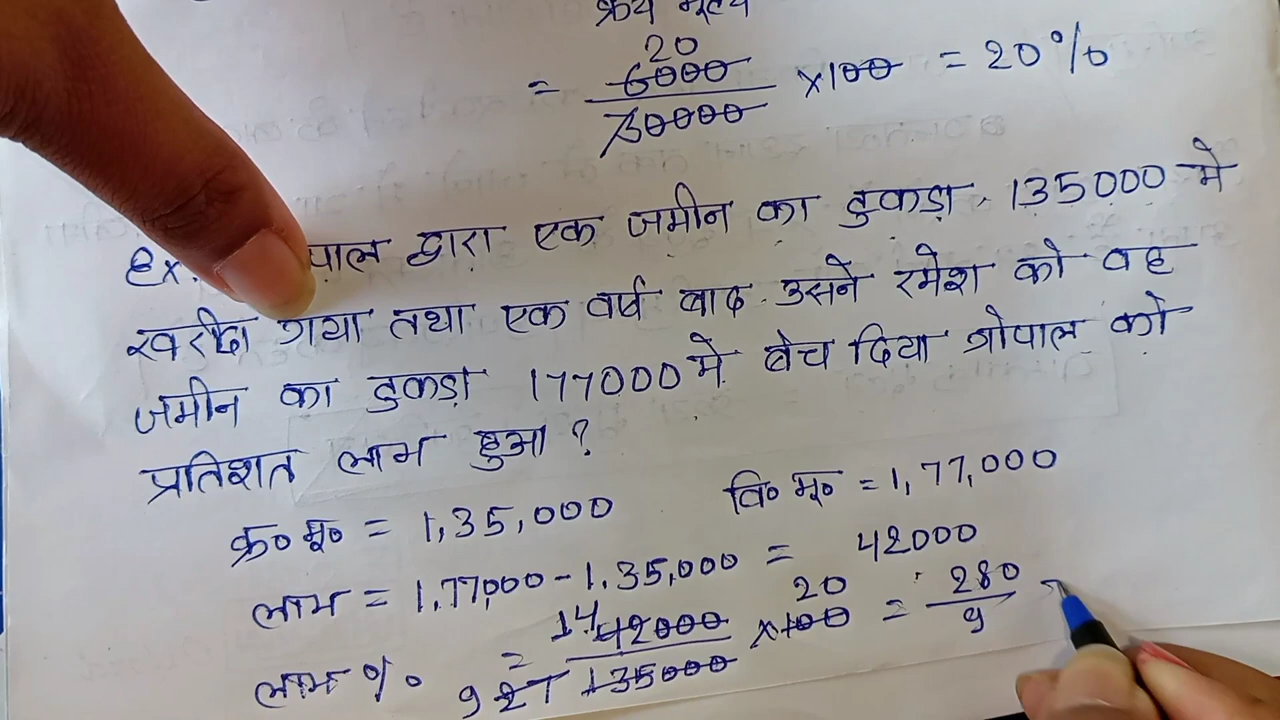 क्रय मूल्य
20
= 6000/30000 ×100 = 20%
Ex. पाल द्वारा एक जमीन का टुकड़ा 135000 मे
खरीदा गया तथा एक वर्ष बाद उसने रमेश को वह
जमीन का टुकड़ा 177000 मे बेच दिया गोपाल को
प्रतिशत लाभ हुआ ?
क्र० मू० = 1,35,000 वि० मू० = 1,77,000
लाभ = 1,77,000 - 1,35,000 = 42000
14 20
लाभ % = 42000/135000 ×100 = 280/9
9 27